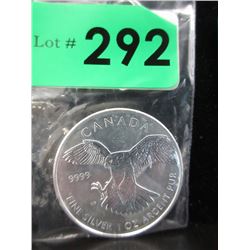 Lot # 292
CANADA
9999
FINE SILVER 1 OZ ARGENT PUR